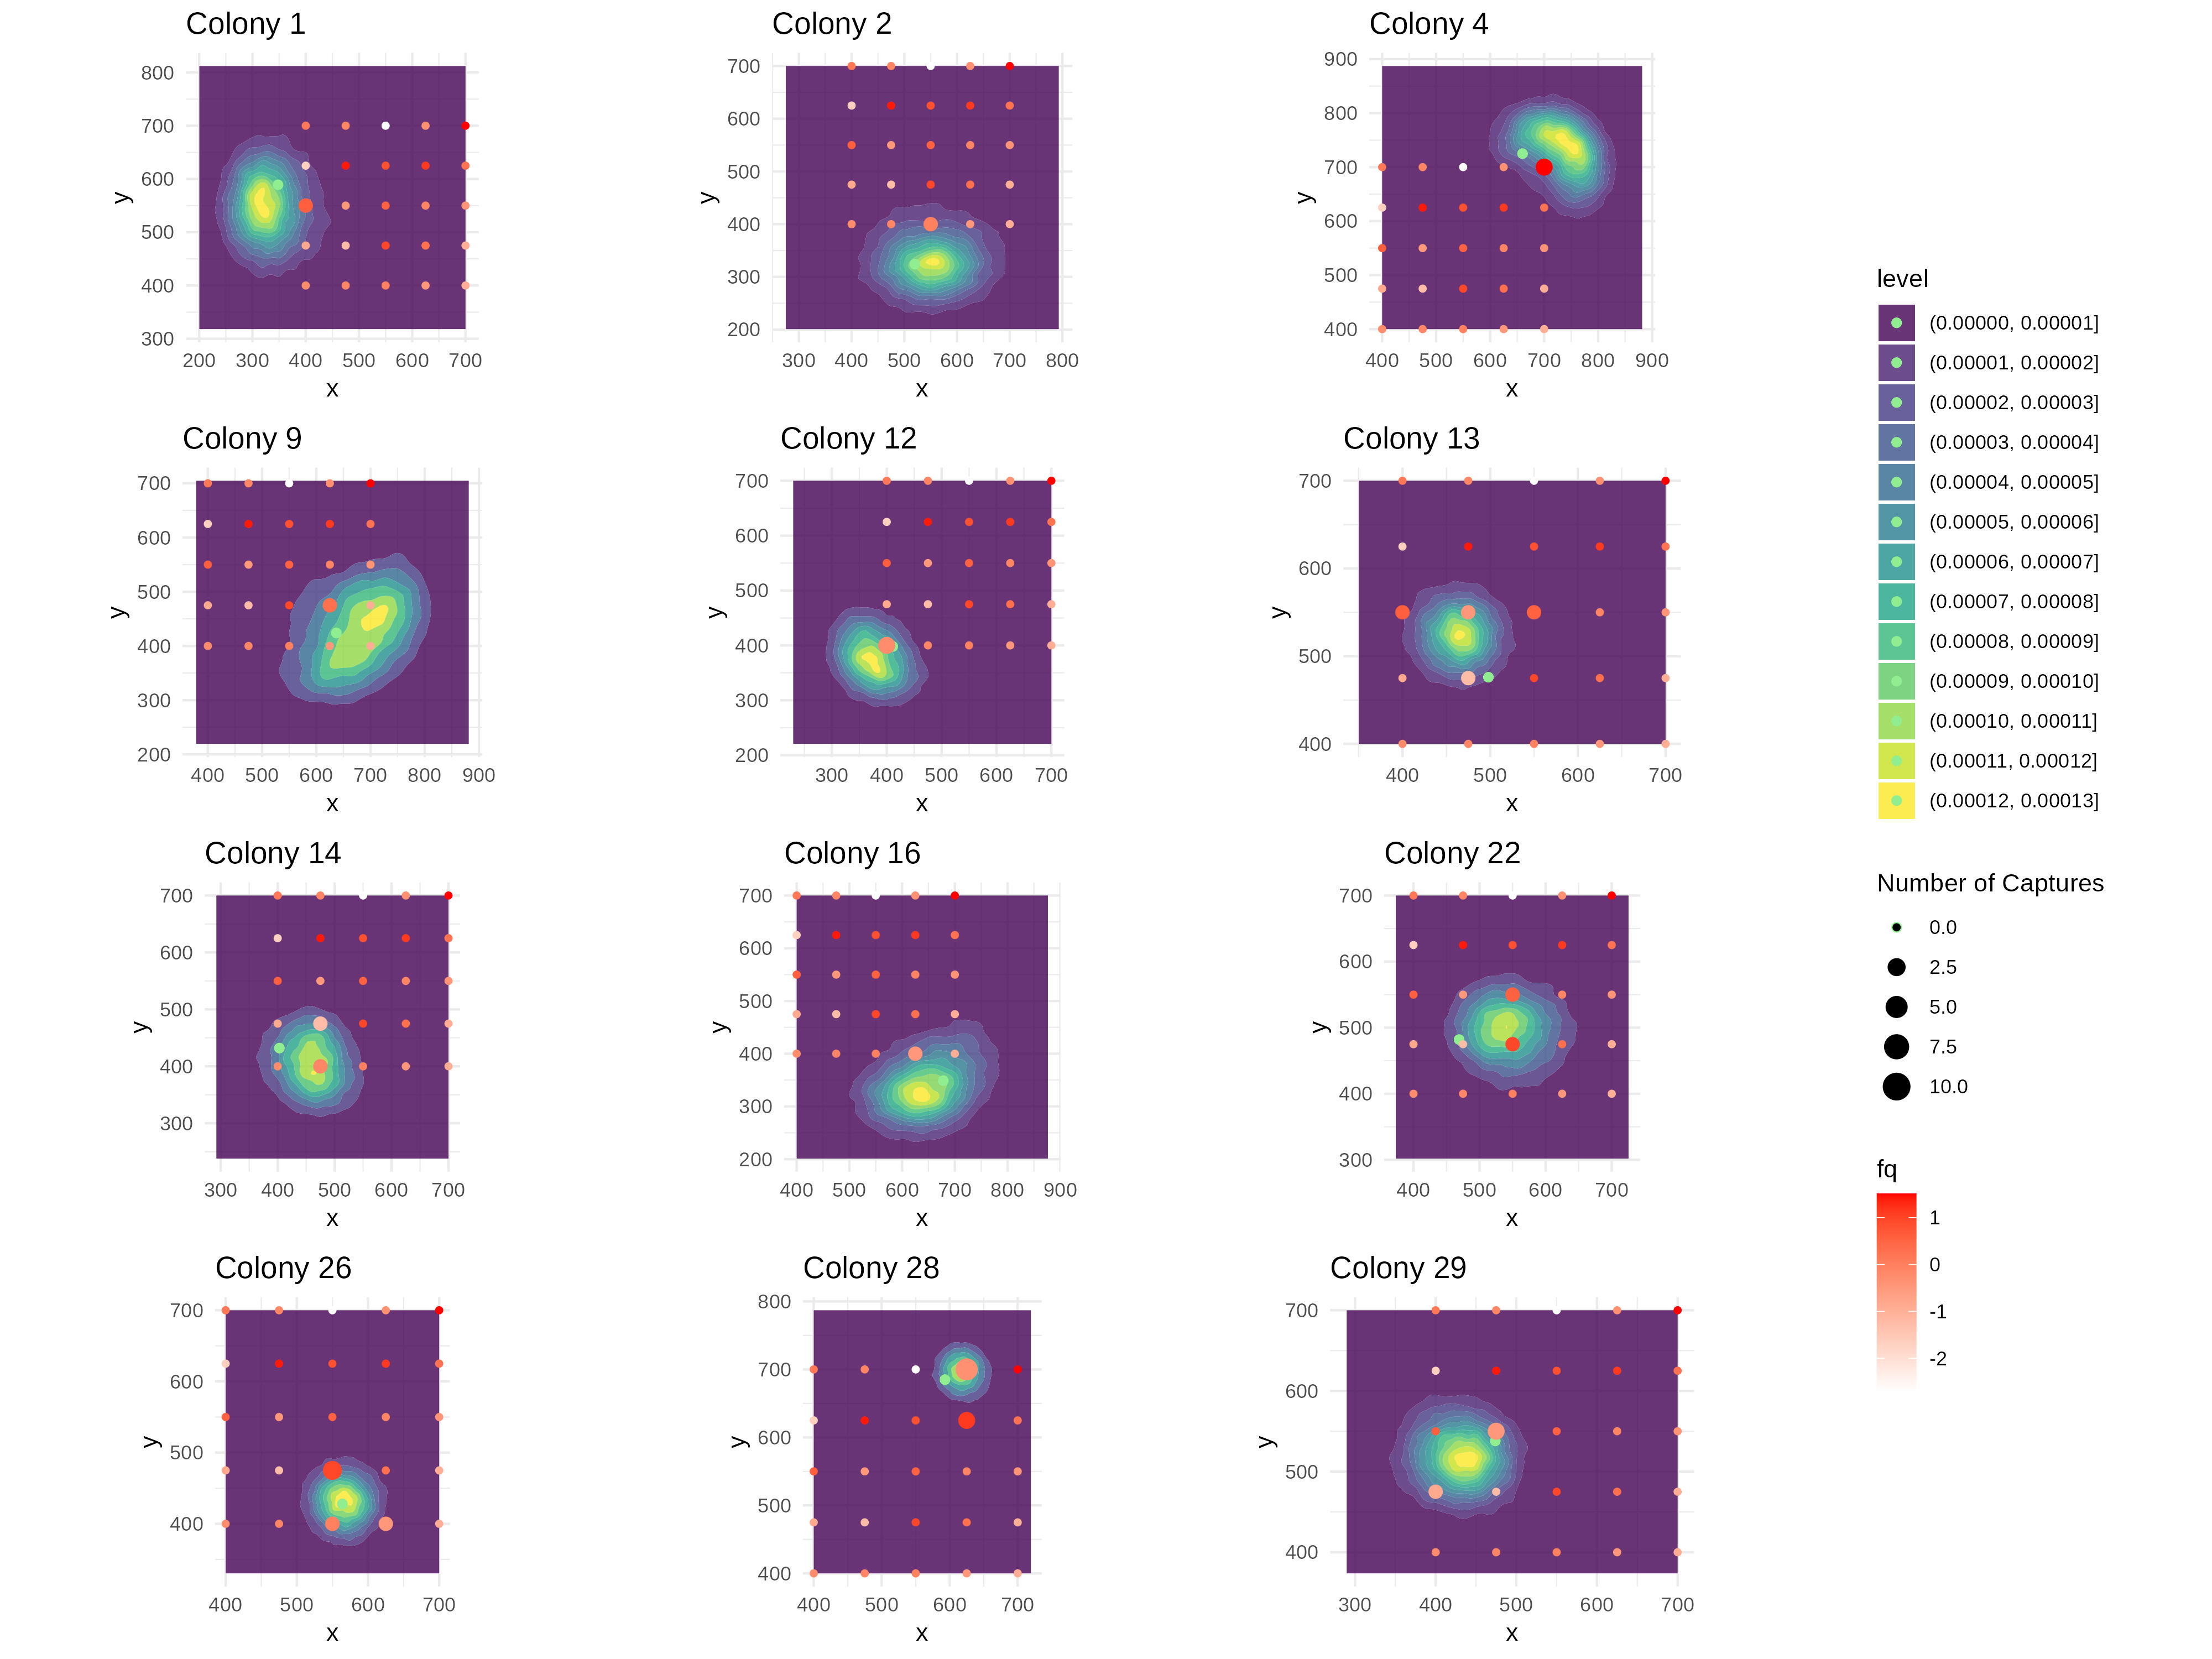 Colony 1
800
700
600
500
400
300
y
200 300 400 500 600 700
x
Colony 2
700
600
500
400
300
200
y
300 400 500 600 700 800
x
Colony 4
900
800
700
600
500
400
y
400 500 600 700 800 900
x
Colony 9
700
600
500
400
300
200
y
400 500 600 700 800 900
x
Colony 12
700
600
500
400
300
200
y
300 400 500 600 700
x
Colony 13
700
600
500
400
y
400 500 600 700
x
Colony 14
700
600
500
400
300
y
300 400 500 600 700
x
Colony 16
700
600
500
400
300
200
y
400 500 600 700 800 900
x
Colony 22
700
600
500
400
300
y
400 500 600 700
x
Colony 26
700
600
500
400
y
400 500 600 700
x
Colony 28
800
700
600
500
400
y
400 500 600 700
x
Colony 29
700
600
500
400
y
300 400 500 600 700
x
level
(0.00000, 0.00001]
(0.00001, 0.00002]
(0.00002, 0.00003]
(0.00003, 0.00004]
(0.00004, 0.00005]
(0.00005, 0.00006]
(0.00006, 0.00007]
(0.00007, 0.00008]
(0.00008, 0.00009]
(0.00009, 0.00010]
(0.00010, 0.00011]
(0.00011, 0.00012]
(0.00012, 0.00013]
Number of Captures
0.0
2.5
5.0
7.5
10.0
fq
1
0
-1
-2